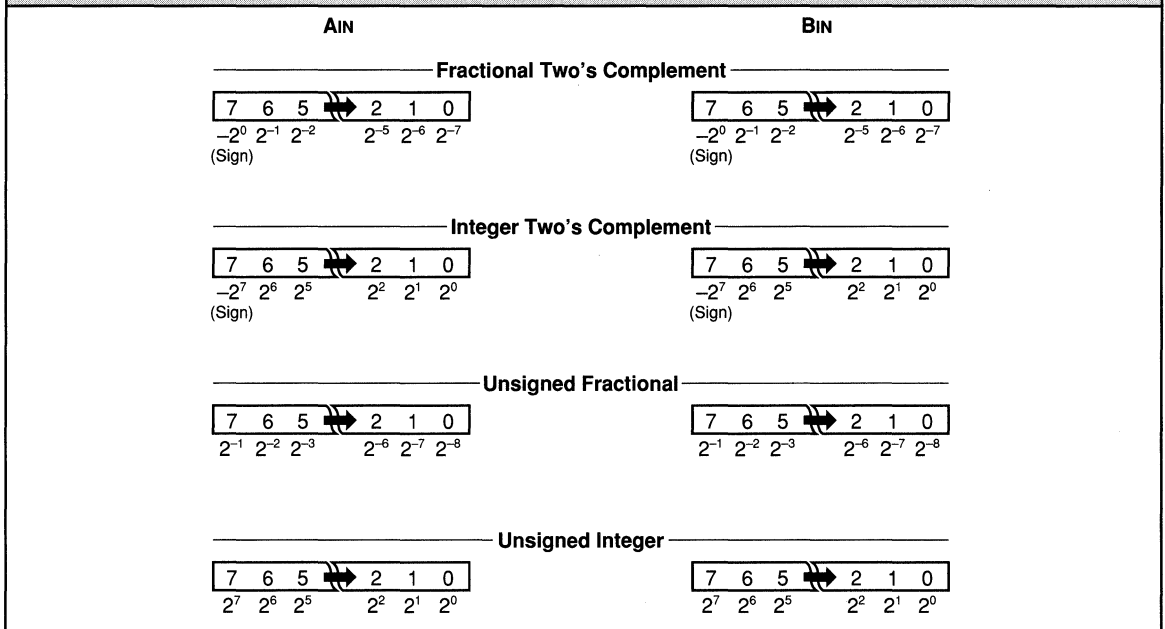 AIN BIN
Fractional Two's Complement
7 6 5 2 1 0 7 6 5 2 1 0
–2⁰ 2⁻¹ 2⁻² 2⁻⁵ 2⁻⁶ 2⁻⁷ –2⁰ 2⁻¹ 2⁻² 2⁻⁵ 2⁻⁶ 2⁻⁷
(Sign) (Sign)
Integer Two's Complement
7 6 5 2 1 0 7 6 5 2 1 0
–2⁷ 2⁶ 2⁵ 2² 2¹ 2⁰ –2⁷ 2�6 2⁵ 2² 2¹ 2⁰
(Sign) (Sign)
Unsigned Fractional
7 6 5 2 1 0 7 6 5 2 1 0
2⁻¹ 2⁻² 2⁻³ 2⁻⁶ 2⁻⁷ 2⁻⁸ 2⁻¹ 2⁻² 2⁻³ 2⁻⁶ 2⁻⁷ 2⁻⁸
Unsigned Integer
7 6 5 2 1 0 7 6 5 2 1 0
2⁷ 2⁶ 2⁵ 2² 2¹ 2⁰ 2⁷ 2⁶ 2⁵ 2² 2¹ 2⁰